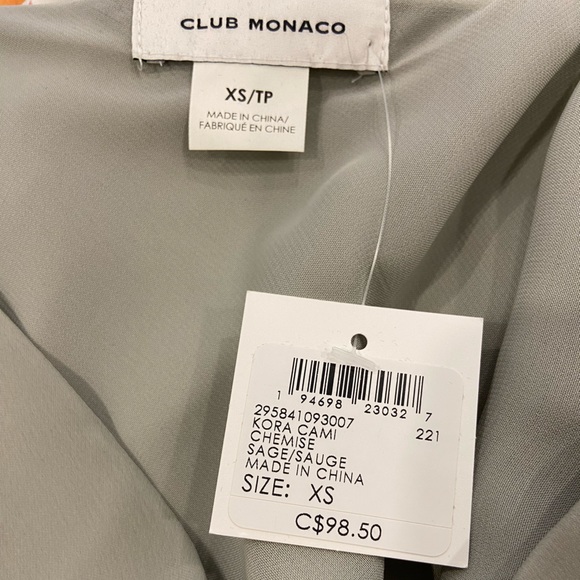 CLUB MONACO
XS/TP
MADE IN CHINA/
FABRIQUÉ EN CHINE
1 94698 23032 7
295841093007 221
KORA CAMI
CHEMISE
SAGE/SAUGE
MADE IN CHINA
SIZE: XS
C$98.50